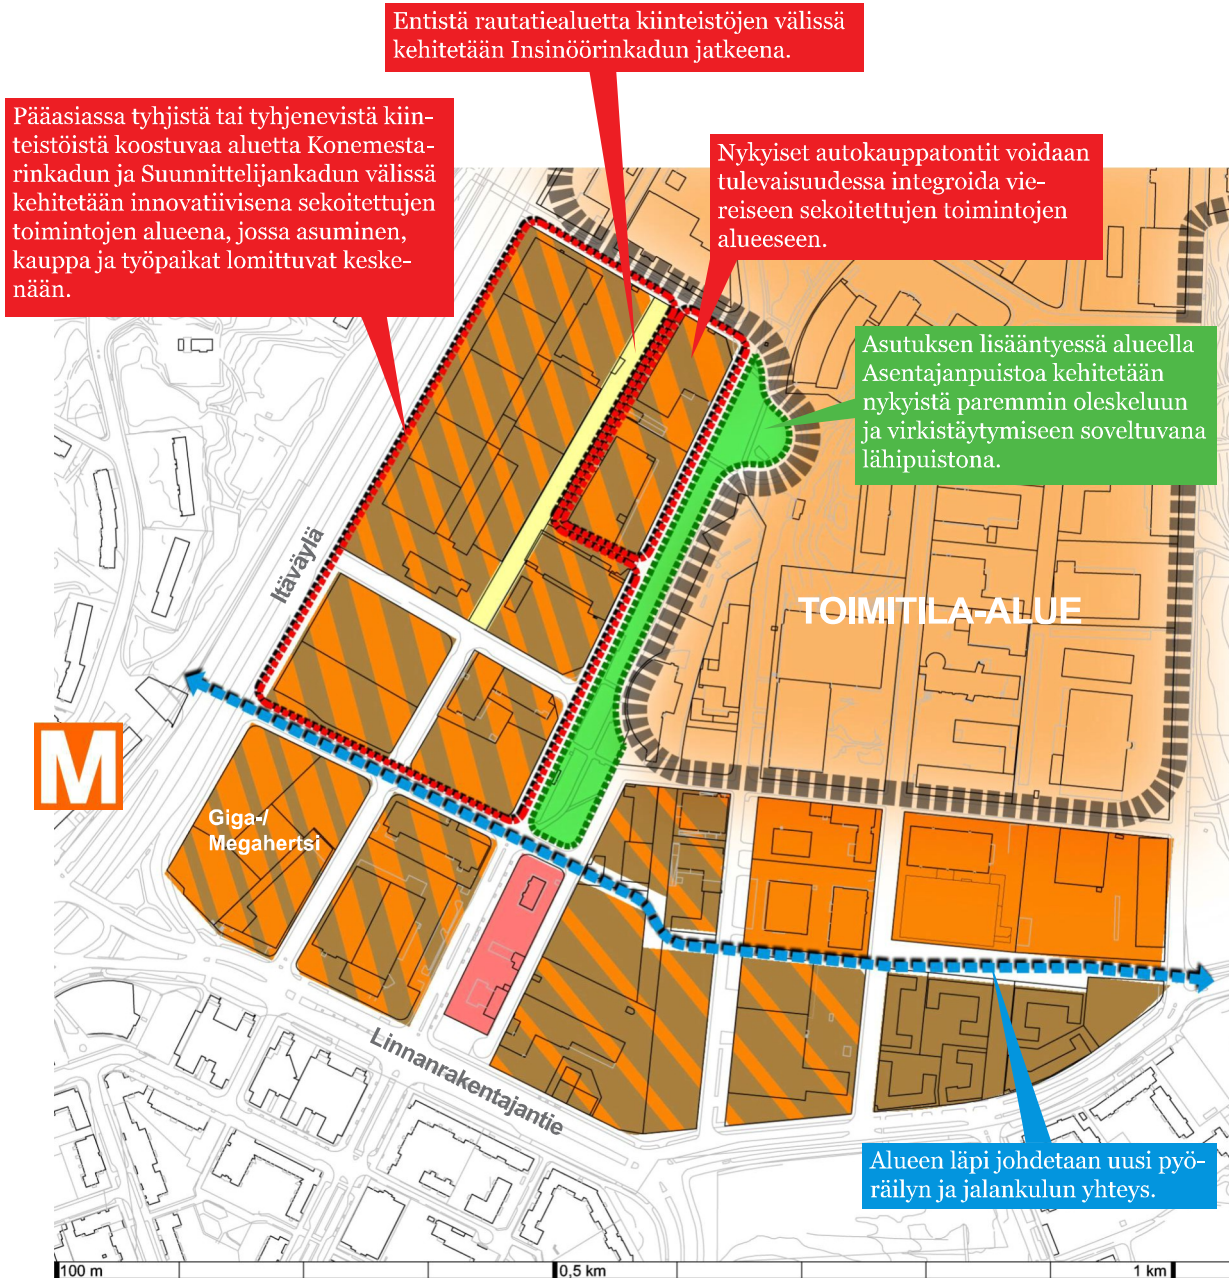 Entistä rautatiealuetta kiinteistöjen välissä
kehitetään Insinöörinkadun jatkeena.
Pääasiassa tyhjistä tai tyhjenevistä kiin-
teistöistä koostuvaa aluetta Konemesta-
rinkadun ja Suunnittelijankadun välissä
kehitetään innovatiivisena sekoitettujen
toimintojen alueena, jossa asuminen,
kauppa ja työpaikat lomittuvat keske-
nään.
Nykyiset autokauppatontit voidaan
tulevaisuudessa integroida vie-
reiseen sekoitettujen toimintojen
alueeseen.
Asutuksen lisääntyessä alueella
Asentajanpuistoa kehitetään
nykyistä paremmin oleskeluun
ja virkistäytymiseen soveltuvana
lähipuistona.
Itäväylä
TOIMITILA-ALUE
M
Giga-/
Megahertsi
Linnanrakentajantie
Alueen läpi johdetaan uusi pyö-
räilyn ja jalankulun yhteys.
100 m
0,5 km
1 km